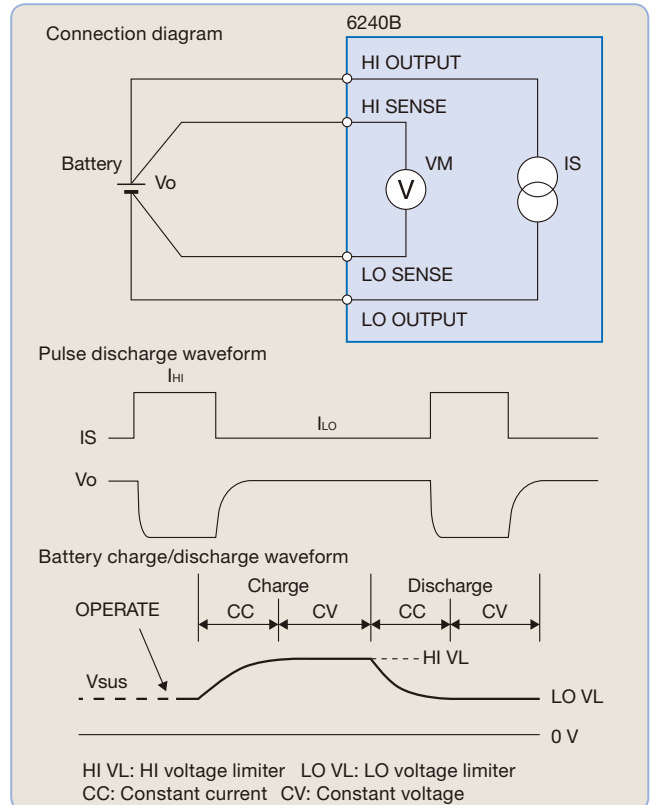 6240B
Connection diagram
HI OUTPUT
HI SENSE
Battery
Vo
VM
V
IS
LO SENSE
LO OUTPUT
Pulse discharge waveform
IHI
ILO
IS
Vo
Battery charge/discharge waveform
Charge Discharge
OPERATE
CC CV CC CV
HI VL
Vsus
LO VL
0 V
HI VL: HI voltage limiter LO VL: LO voltage limiter
CC: Constant current CV: Constant voltage